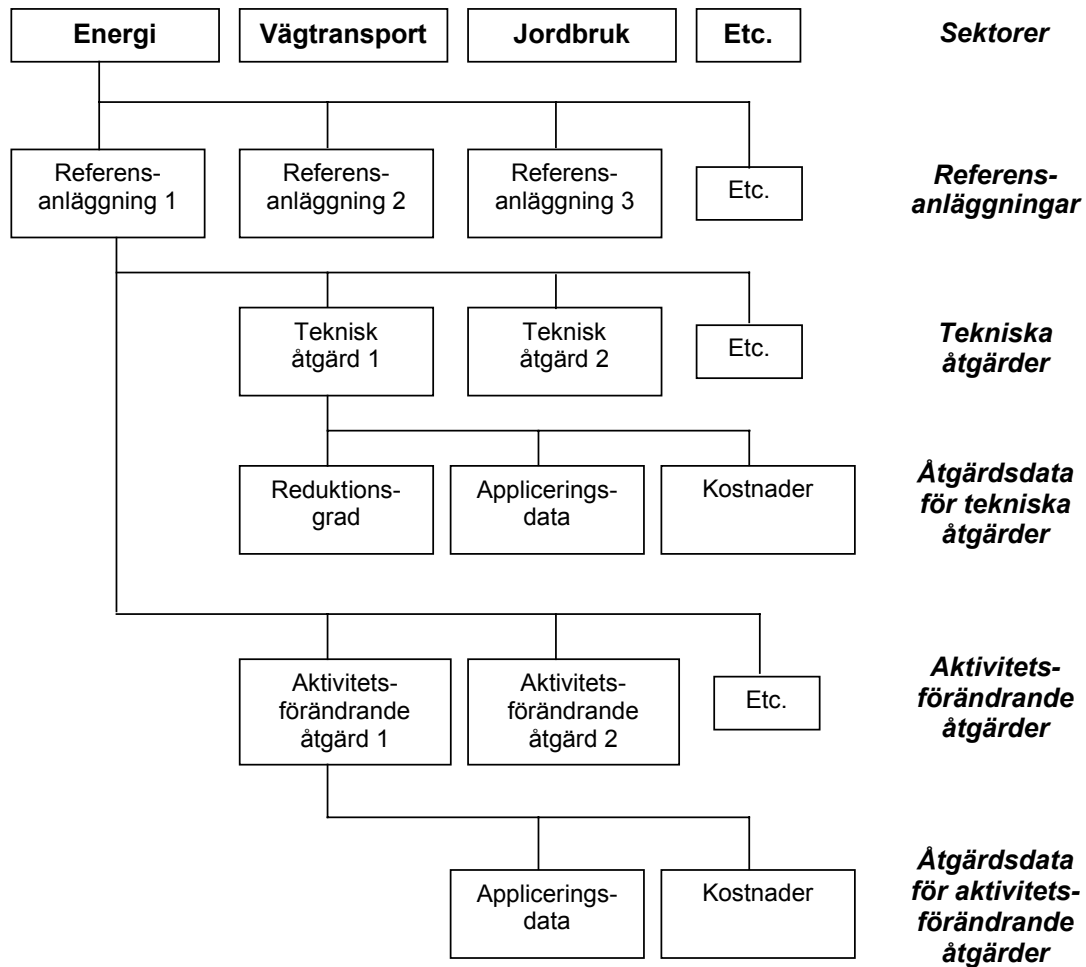 Energi
Vägtransport
Jordbruk
Etc.
Sektorer
Referens-
anläggning 1
Referens-
anläggning 2
Referens-
anläggning 3
Etc.
Referens-
anläggningar
Teknisk
åtgärd 1
Teknisk
åtgärd 2
Etc.
Tekniska
åtgärder
Reduktions-
grad
Applicerings-
data
Kostnader
Åtgärdsdata
för tekniska
åtgärder
Aktivitets-
förändrande
åtgärd 1
Aktivitets-
förändrande
åtgärd 2
Etc.
Aktivitets-
förändrande
åtgärder
Applicerings-
data
Kostnader
Åtgärdsdata
för aktivitets-
förändrande
åtgärder